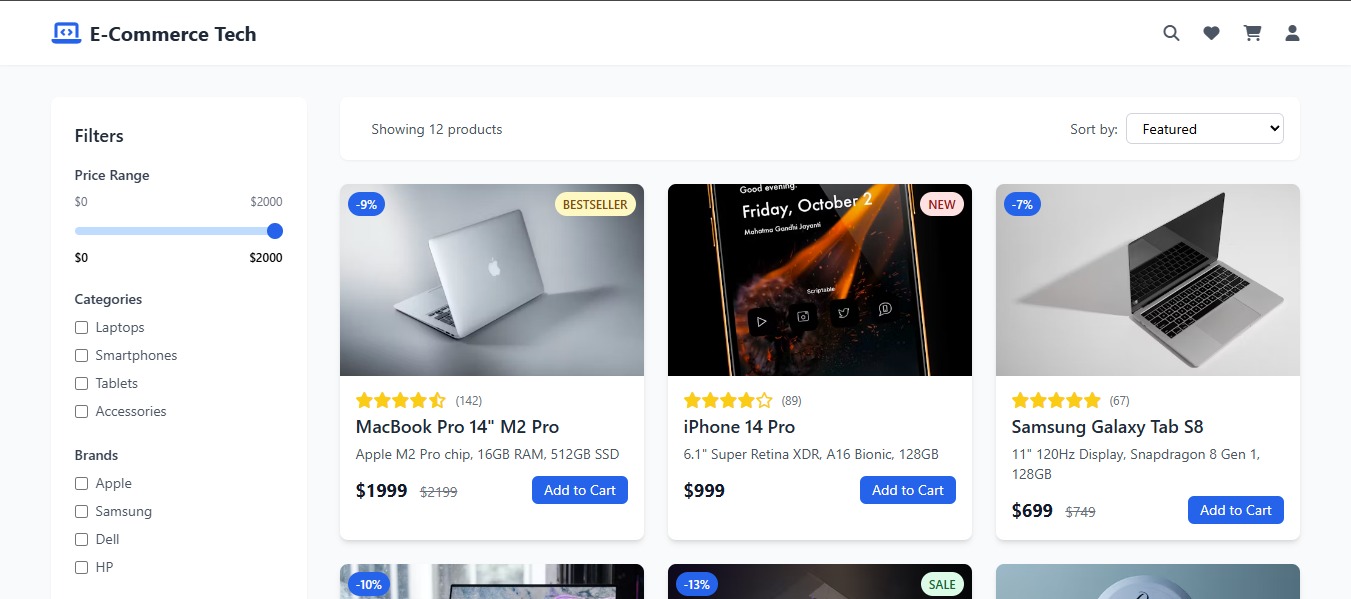 E-Commerce Tech
Filters
Price Range
$0 $2000
$0 $2000
Categories
Laptops
Smartphones
Tablets
Accessories
Brands
Apple
Samsung
Dell
HP
Showing 12 products
Sort by: Featured
-9% BESTSELLER
(142)
MacBook Pro 14" M2 Pro
Apple M2 Pro chip, 16GB RAM, 512GB SSD
$1999 $2199 Add to Cart
NEW
Good evening.
Friday, October 2
Mahatma Gandhi Jayanti
Scriptable
(89)
iPhone 14 Pro
6.1" Super Retina XDR, A16 Bionic, 128GB
$999 Add to Cart
-7%
(67)
Samsung Galaxy Tab S8
11" 120Hz Display, Snapdragon 8 Gen 1,
128GB
$699 $749 Add to Cart
-10%
-13% SALE